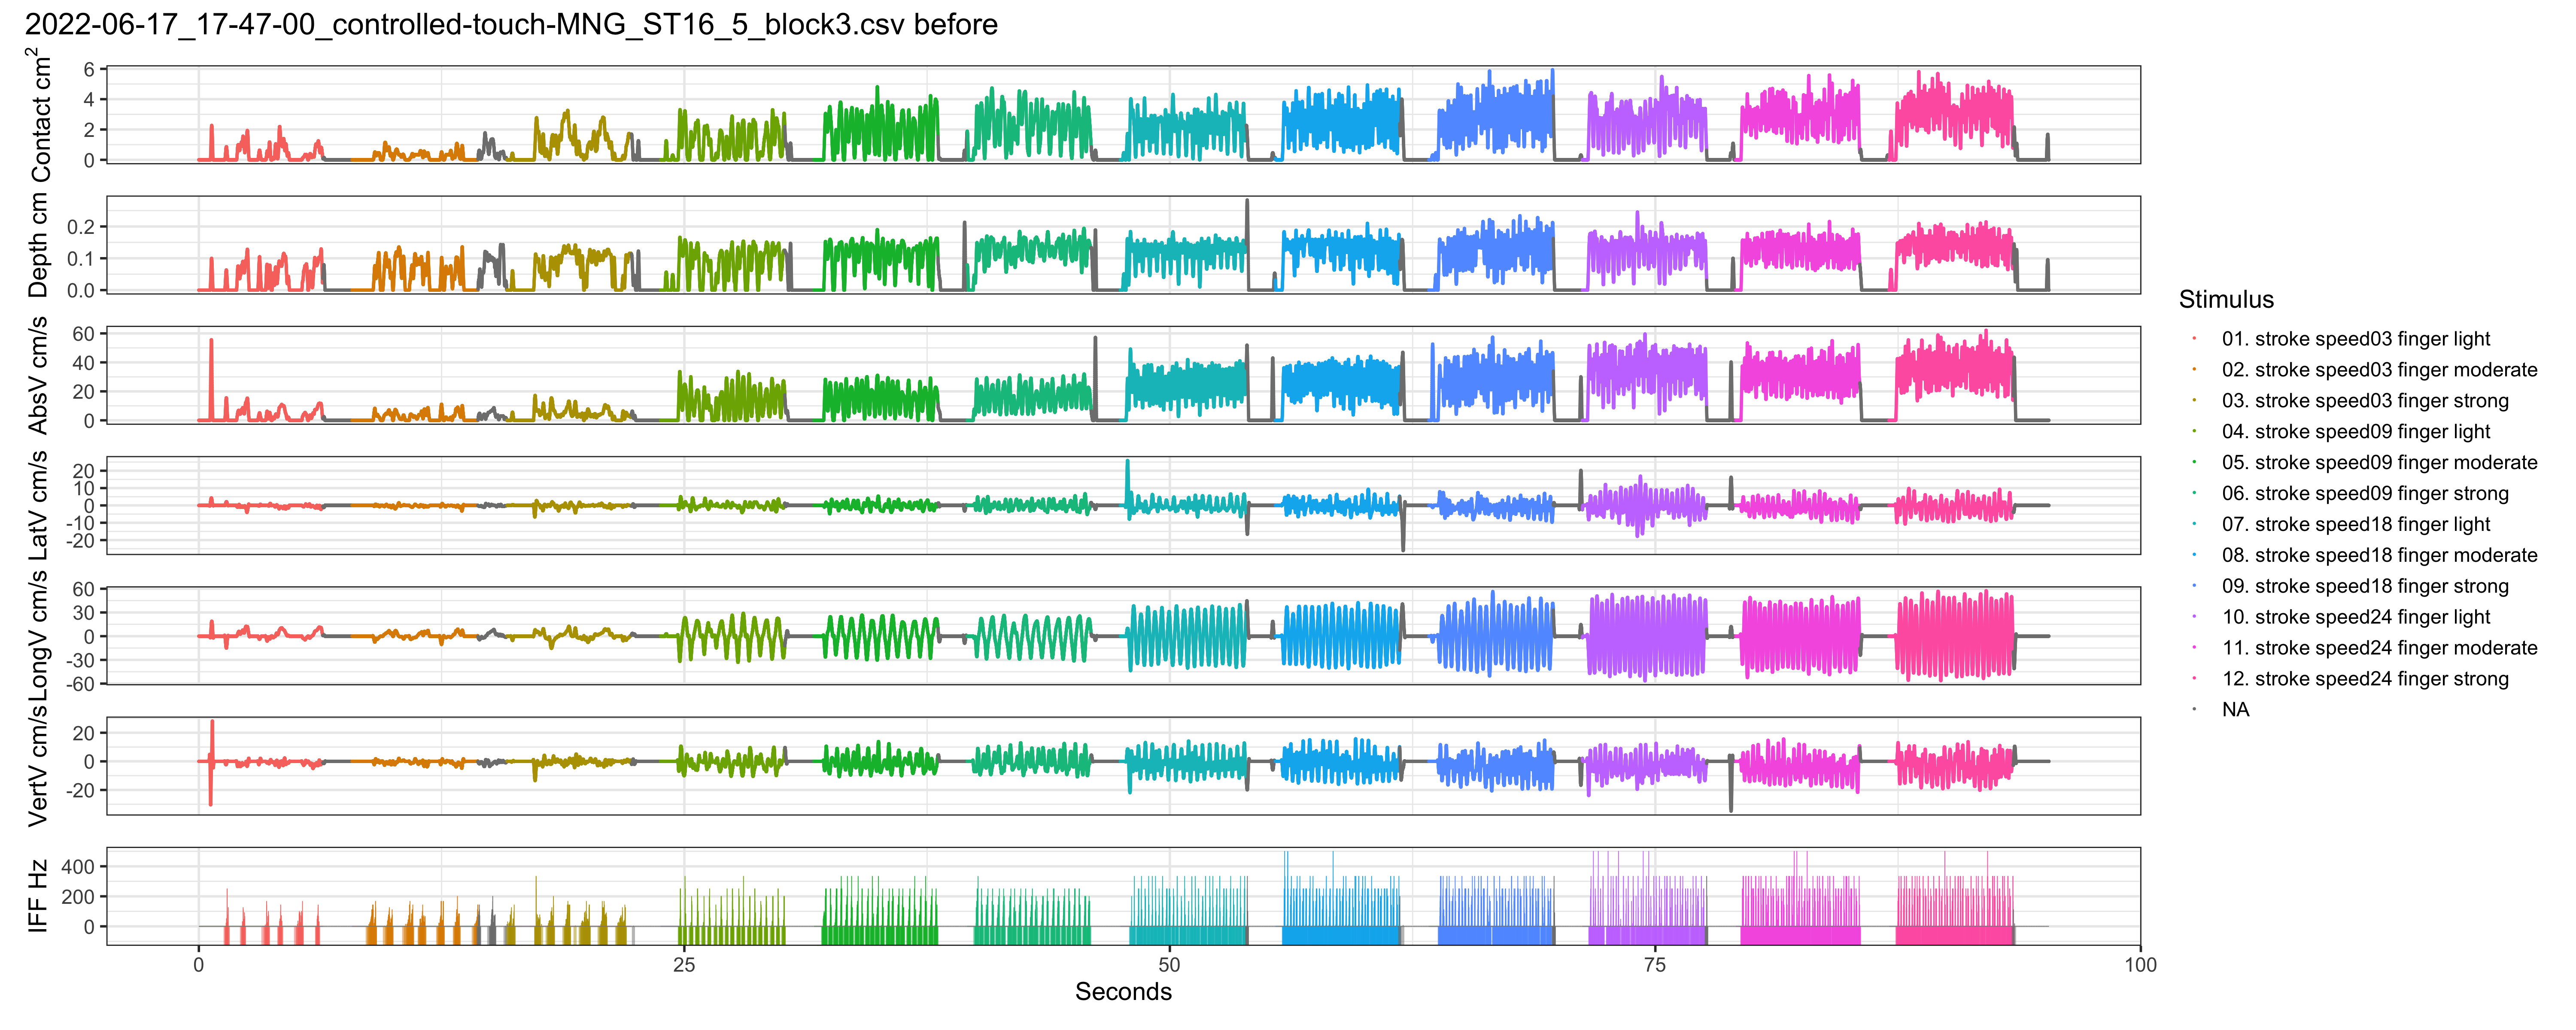 2022-06-17_17-47-00_controlled-touch-MNG_ST16_5_block3.csv before
Contact cm²
6
4
2
0
Depth cm
0.2
0.1
0.0
AbsV cm/s
60
40
20
0
LatV cm/s
20
10
0
-10
-20
LongV cm/s
60
30
0
-30
-60
VertV cm/s
20
0
-20
IFF Hz
400
200
0
0 25 50 75 100
Seconds
Stimulus
01. stroke speed03 finger light
02. stroke speed03 finger moderate
03. stroke speed03 finger strong
04. stroke speed09 finger light
05. stroke speed09 finger moderate
06. stroke speed09 finger strong
07. stroke speed18 finger light
08. stroke speed18 finger moderate
09. stroke speed18 finger strong
10. stroke speed24 finger light
11. stroke speed24 finger moderate
12. stroke speed24 finger strong
NA